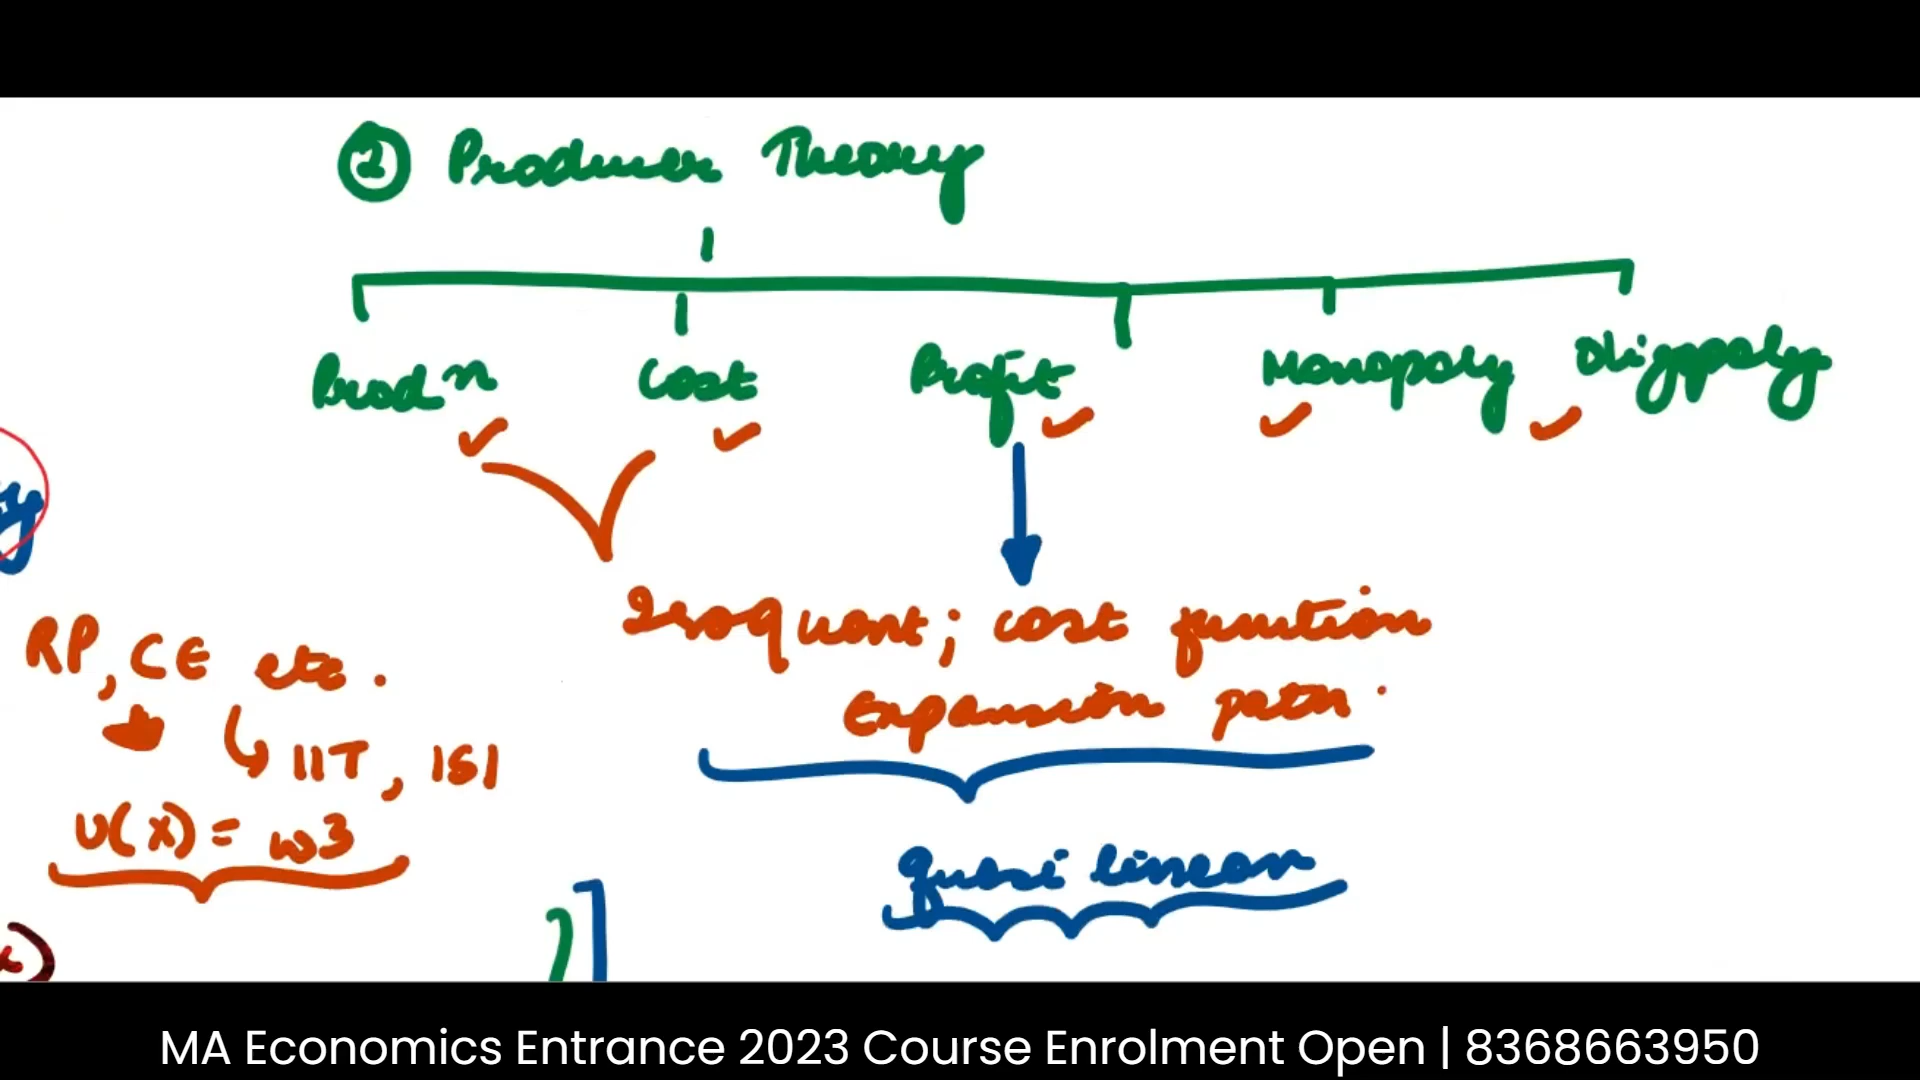 ② Producer Theory
Prodn Cost Profit Monopoly Oligopoly
Isoquant; cost function
Expansion path.
RP, CE etc.
IIT, ISI
U(x) = w3
quasi linear
MA Economics Entrance 2023 Course Enrolment Open | 8368663950